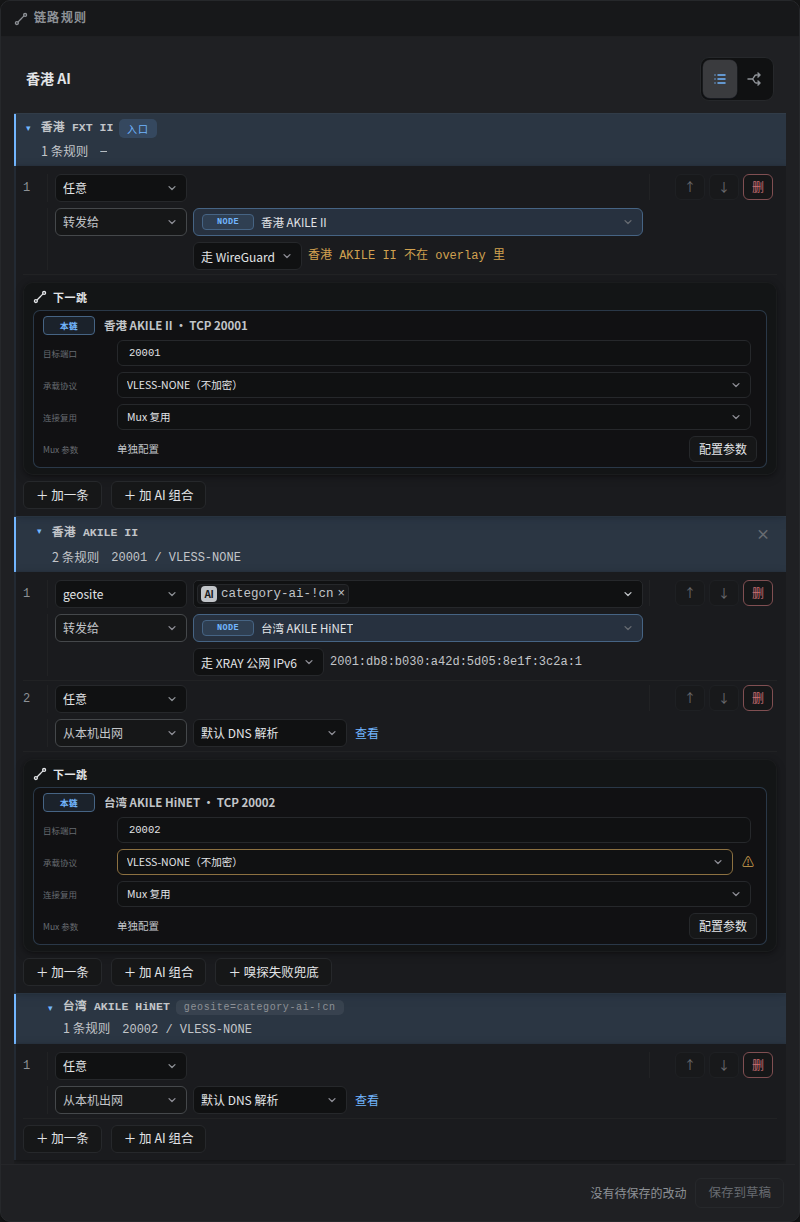 链路规则
香港 AI
香港 FXT II 入口
1 条规则 —
1 任意 ↑ ↓ 删
转发给 NODE 香港 AKILE II
走 WireGuard 香港 AKILE II 不在 overlay 里
下一跳
本链 香港 AKILE II • TCP 20001
目标端口 20001
承载协议 VLESS-NONE（不加密）
连接复用 Mux 复用
Mux 参数 单独配置 配置参数
＋ 加一条 ＋ 加 AI 组合
香港 AKILE II ×
2 条规则 20001 / VLESS-NONE
1 geosite AI category-ai-!cn × ↑ ↓ 删
转发给 NODE 台湾 AKILE HiNET
走 XRAY 公网 IPv6 2001:db8:b030:a42d:5d05:8e1f:3c2a:1
2 任意 ↑ ↓ 删
从本机出网 默认 DNS 解析 查看
下一跳
本链 台湾 AKILE HiNET • TCP 20002
目标端口 20002
承载协议 VLESS-NONE（不加密）
连接复用 Mux 复用
Mux 参数 单独配置 配置参数
＋ 加一条 ＋ 加 AI 组合 ＋ 嗅探失败兜底
台湾 AKILE HiNET geosite=category-ai-!cn
1 条规则 20002 / VLESS-NONE
1 任意 ↑ ↓ 删
从本机出网 默认 DNS 解析 查看
＋ 加一条 ＋ 加 AI 组合
没有待保存的改动 保存到草稿